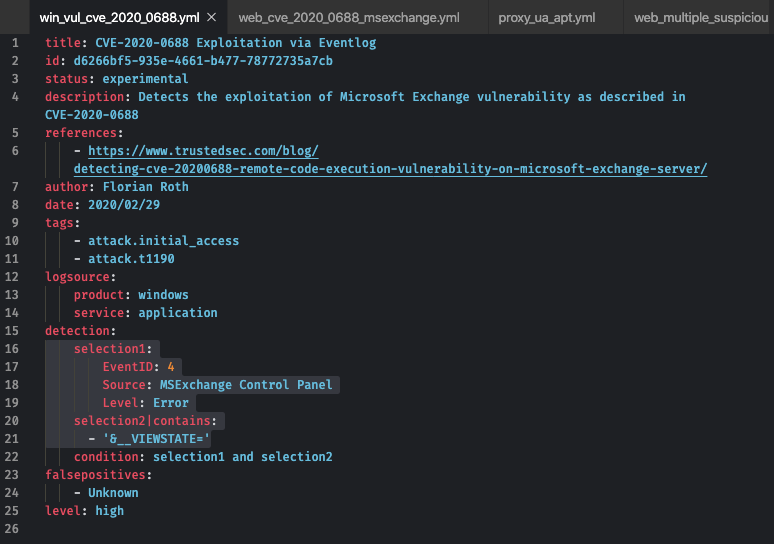 win_vul_cve_2020_0688.yml × web_cve_2020_0688_msexchange.yml proxy_ua_apt.yml web_multiple_suspiciou
1 title: CVE-2020-0688 Exploitation via Eventlog
2 id: d6266bf5-935e-4661-b477-78772735a7cb
3 status: experimental
4 description: Detects the exploitation of Microsoft Exchange vulnerability as described in
CVE-2020-0688
5 references:
6 - https://www.trustedsec.com/blog/
detecting-cve-20200688-remote-code-execution-vulnerability-on-microsoft-exchange-server/
7 author: Florian Roth
8 date: 2020/02/29
9 tags:
10 - attack.initial_access
11 - attack.t1190
12 logsource:
13 product: windows
14 service: application
15 detection:
16 selection1:
17 EventID: 4
18 Source: MSExchange Control Panel
19 Level: Error
20 selection2|contains:
21 - '&__VIEWSTATE='
22 condition: selection1 and selection2
23 falsepositives:
24 - Unknown
25 level: high
26